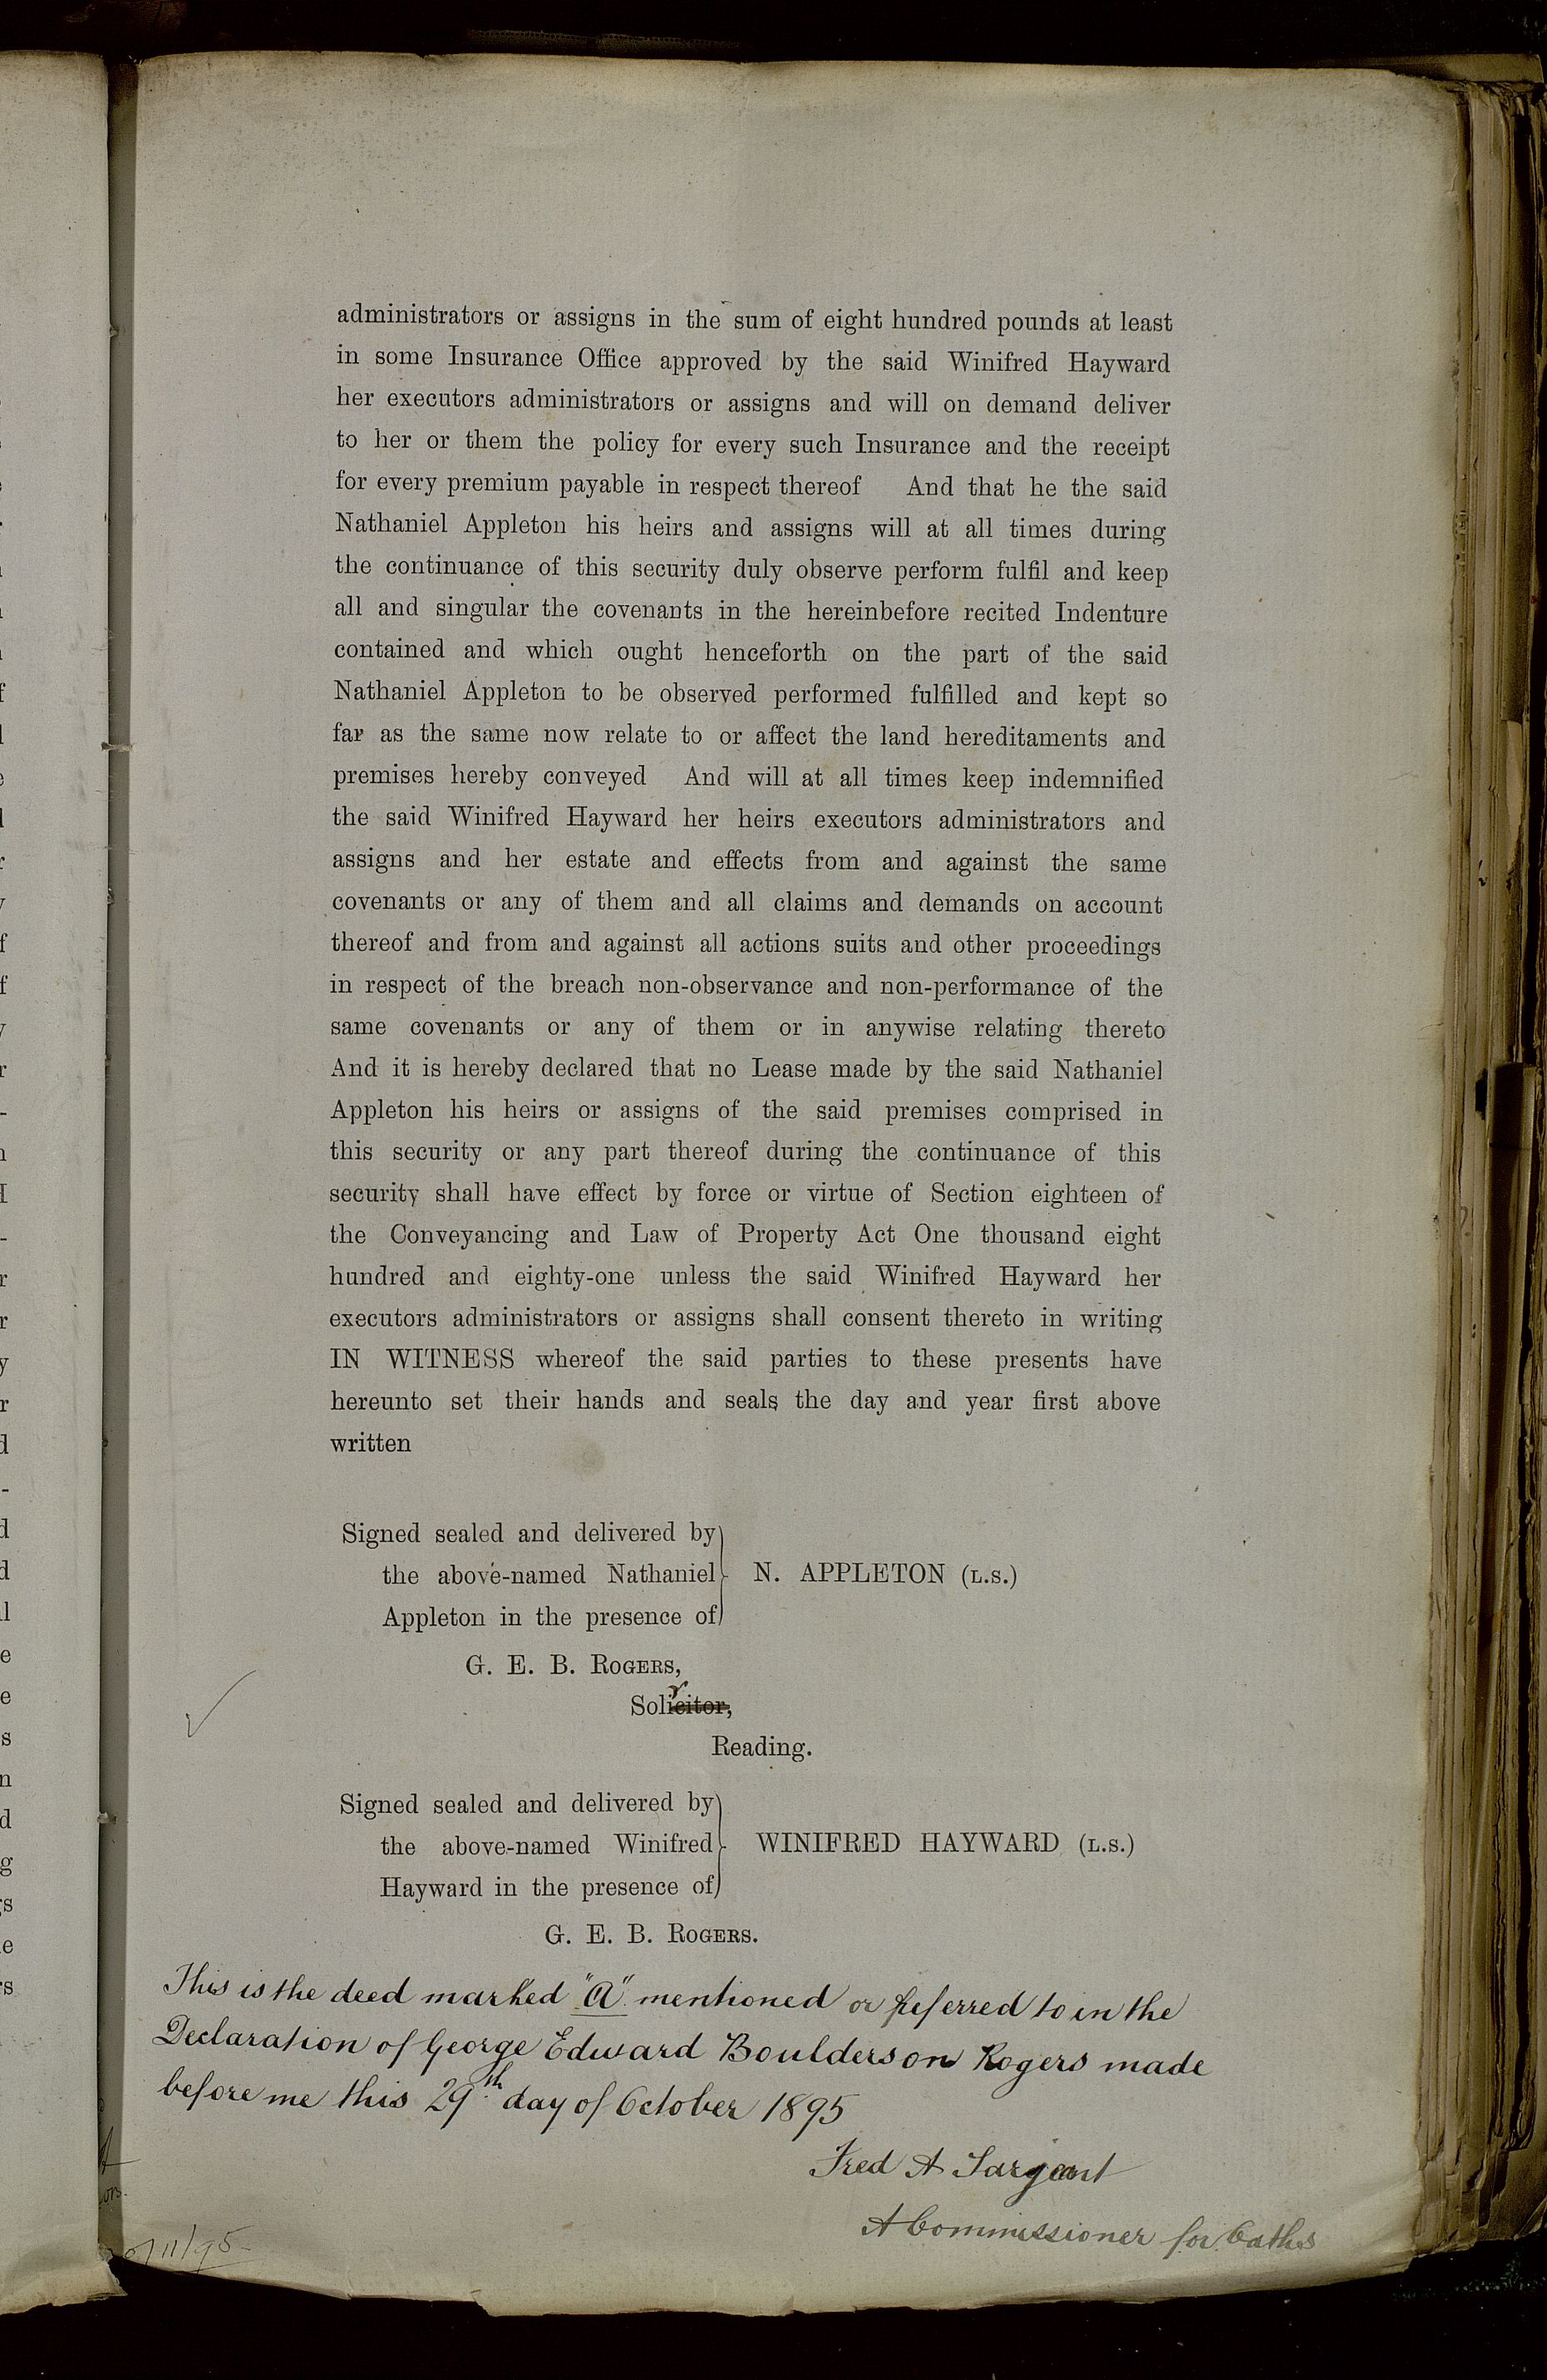 administrators or assigns in the sum of eight hundred pounds at least
in some Insurance Office approved by the said Winifred Hayward
her executors administrators or assigns and will on demand deliver
to her or them the policy for every such Insurance and the receipt
for every premium payable in respect thereof And that he the said
Nathaniel Appleton his heirs and assigns will at all times during
the continuance of this security duly observe perform fulfil and keep
all and singular the covenants in the hereinbefore recited Indenture
contained and which ought henceforth on the part of the said
Nathaniel Appleton to be observed performed fulfilled and kept so
far as the same now relate to or affect the land hereditaments and
premises hereby conveyed And will at all times keep indemnified
the said Winifred Hayward her heirs executors administrators and
assigns and her estate and effects from and against the same
covenants or any of them and all claims and demands on account
thereof and from and against all actions suits and other proceedings
in respect of the breach non-observance and non-performance of the
same covenants or any of them or in anywise relating thereto
And it is hereby declared that no Lease made by the said Nathaniel
Appleton his heirs or assigns of the said premises comprised in
this security or any part thereof during the continuance of this
security shall have effect by force or virtue of Section eighteen of
the Conveyancing and Law of Property Act One thousand eight
hundred and eighty-one unless the said Winifred Hayward her
executors administrators or assigns shall consent thereto in writing
IN WITNESS whereof the said parties to these presents have
hereunto set their hands and seals the day and year first above
written
Signed sealed and delivered by
the above-named Nathaniel N. APPLETON (L.S.)
Appleton in the presence of
G. E. B. ROGERS,
Solicitor,
Reading.
Signed sealed and delivered by
the above-named Winifred WINIFRED HAYWARD (L.S.)
Hayward in the presence of
G. E. B. ROGERS.
This is the deed marked "A" mentioned or referred to in the
Declaration of George Edward Boulderson Rogers made
before me this 29th day of October 1895
Fred A Sargent
A Commissioner for Oaths
/11/95